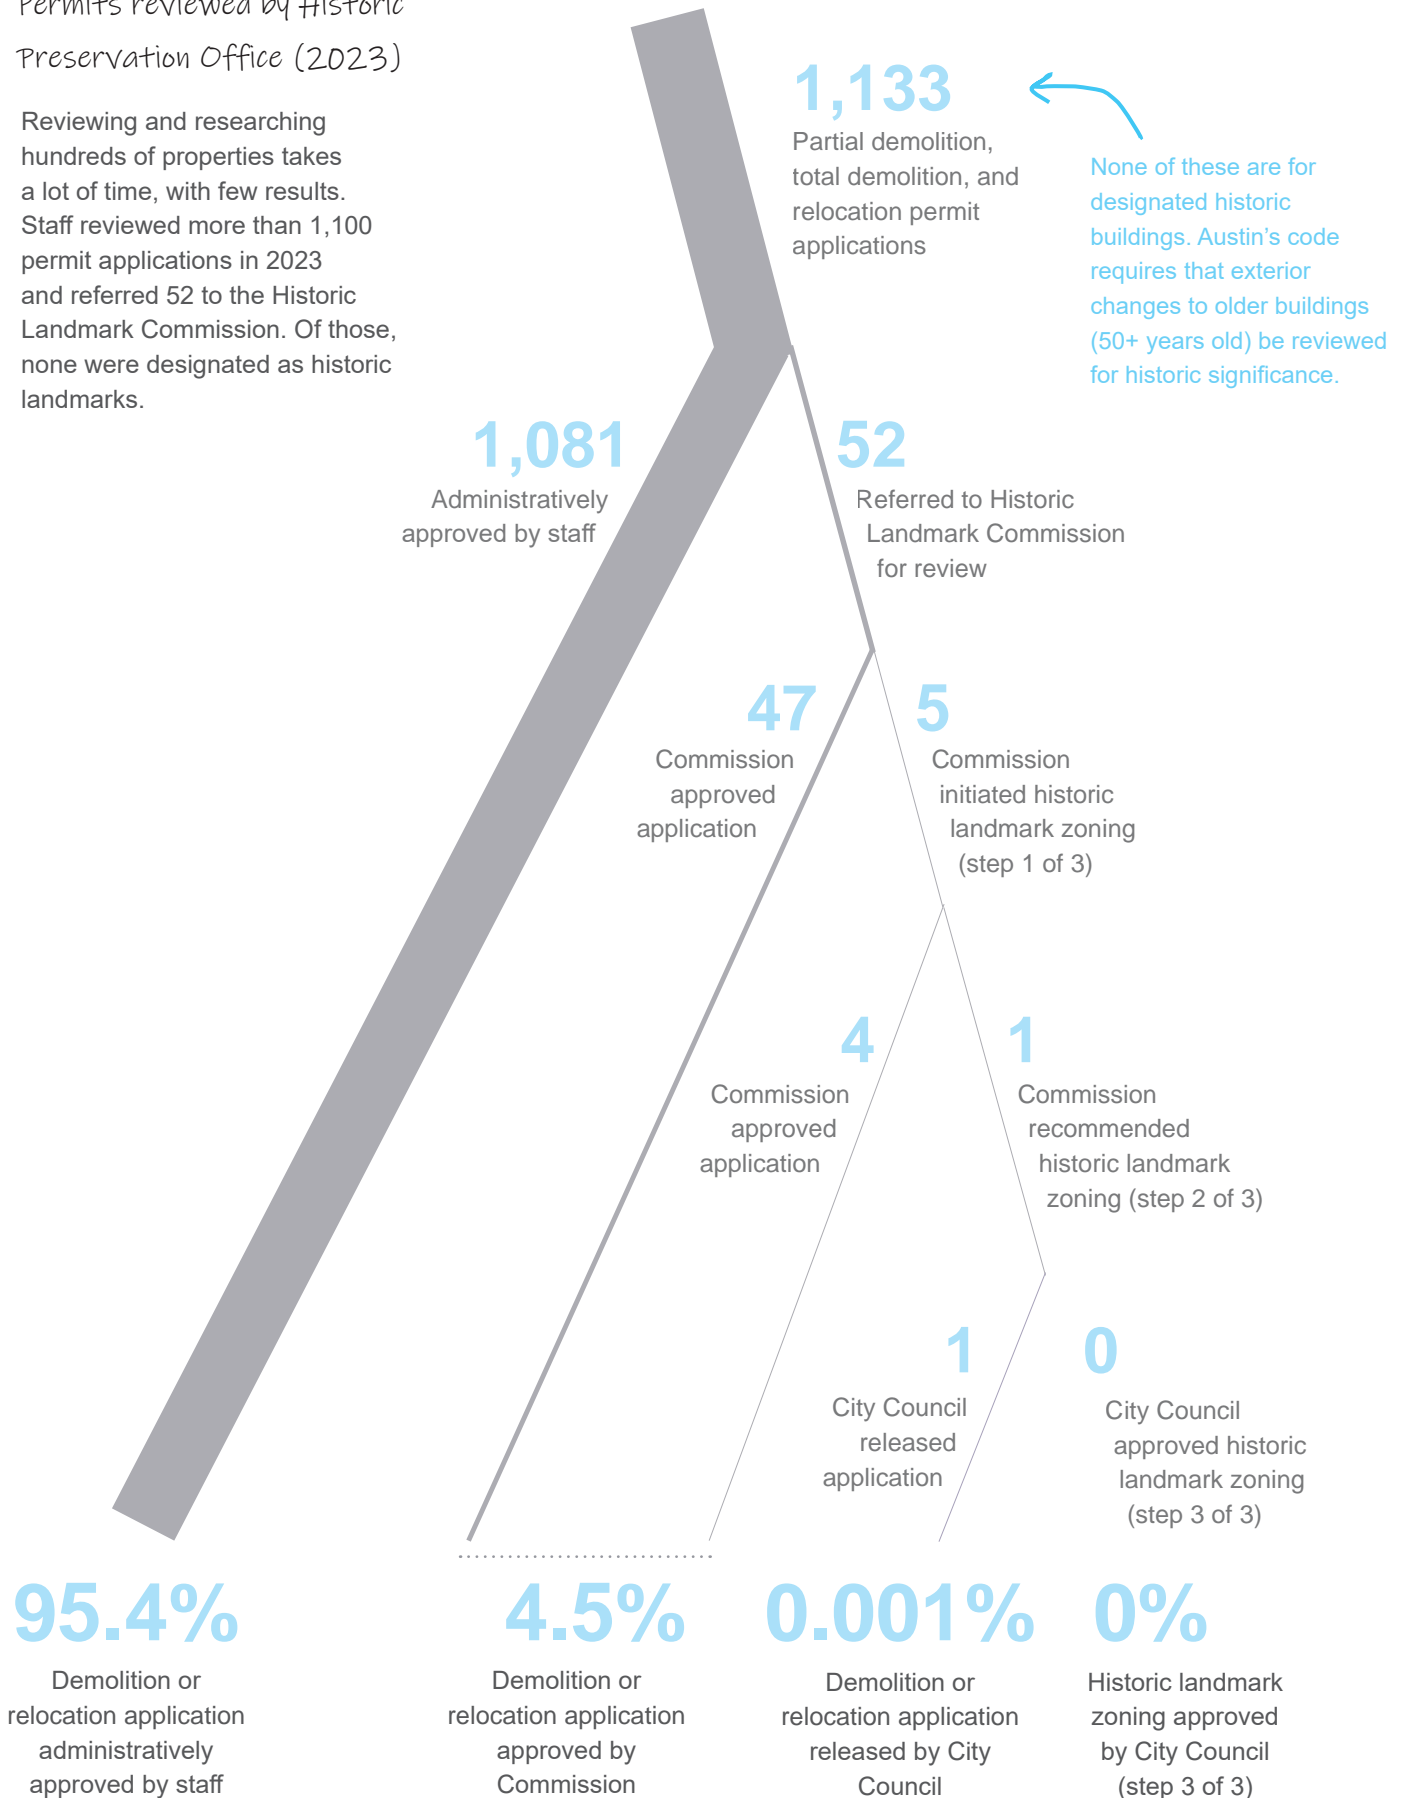 Permits reviewed by Historic
Preservation Office (2023)
Reviewing and researching
hundreds of properties takes
a lot of time, with few results.
Staff reviewed more than 1,100
permit applications in 2023
and referred 52 to the Historic
Landmark Commission. Of those,
none were designated as historic
landmarks.
1,133
Partial demolition,
total demolition, and
relocation permit
applications
None of these are for
designated historic
buildings. Austin’s code
requires that exterior
changes to older buildings
(50+ years old) be reviewed
for historic significance.
1,081
Administratively
approved by staff
52
Referred to Historic
Landmark Commission
for review
47
Commission
approved
application
5
Commission
initiated historic
landmark zoning
(step 1 of 3)
4
Commission
approved
application
1
Commission
recommended
historic landmark
zoning (step 2 of 3)
1
City Council
released
application
0
City Council
approved historic
landmark zoning
(step 3 of 3)
95.4%
Demolition or
relocation application
administratively
approved by staff
4.5%
Demolition or
relocation application
approved by
Commission
0.001%
Demolition or
relocation application
released by City
Council
0%
Historic landmark
zoning approved
by City Council
(step 3 of 3)